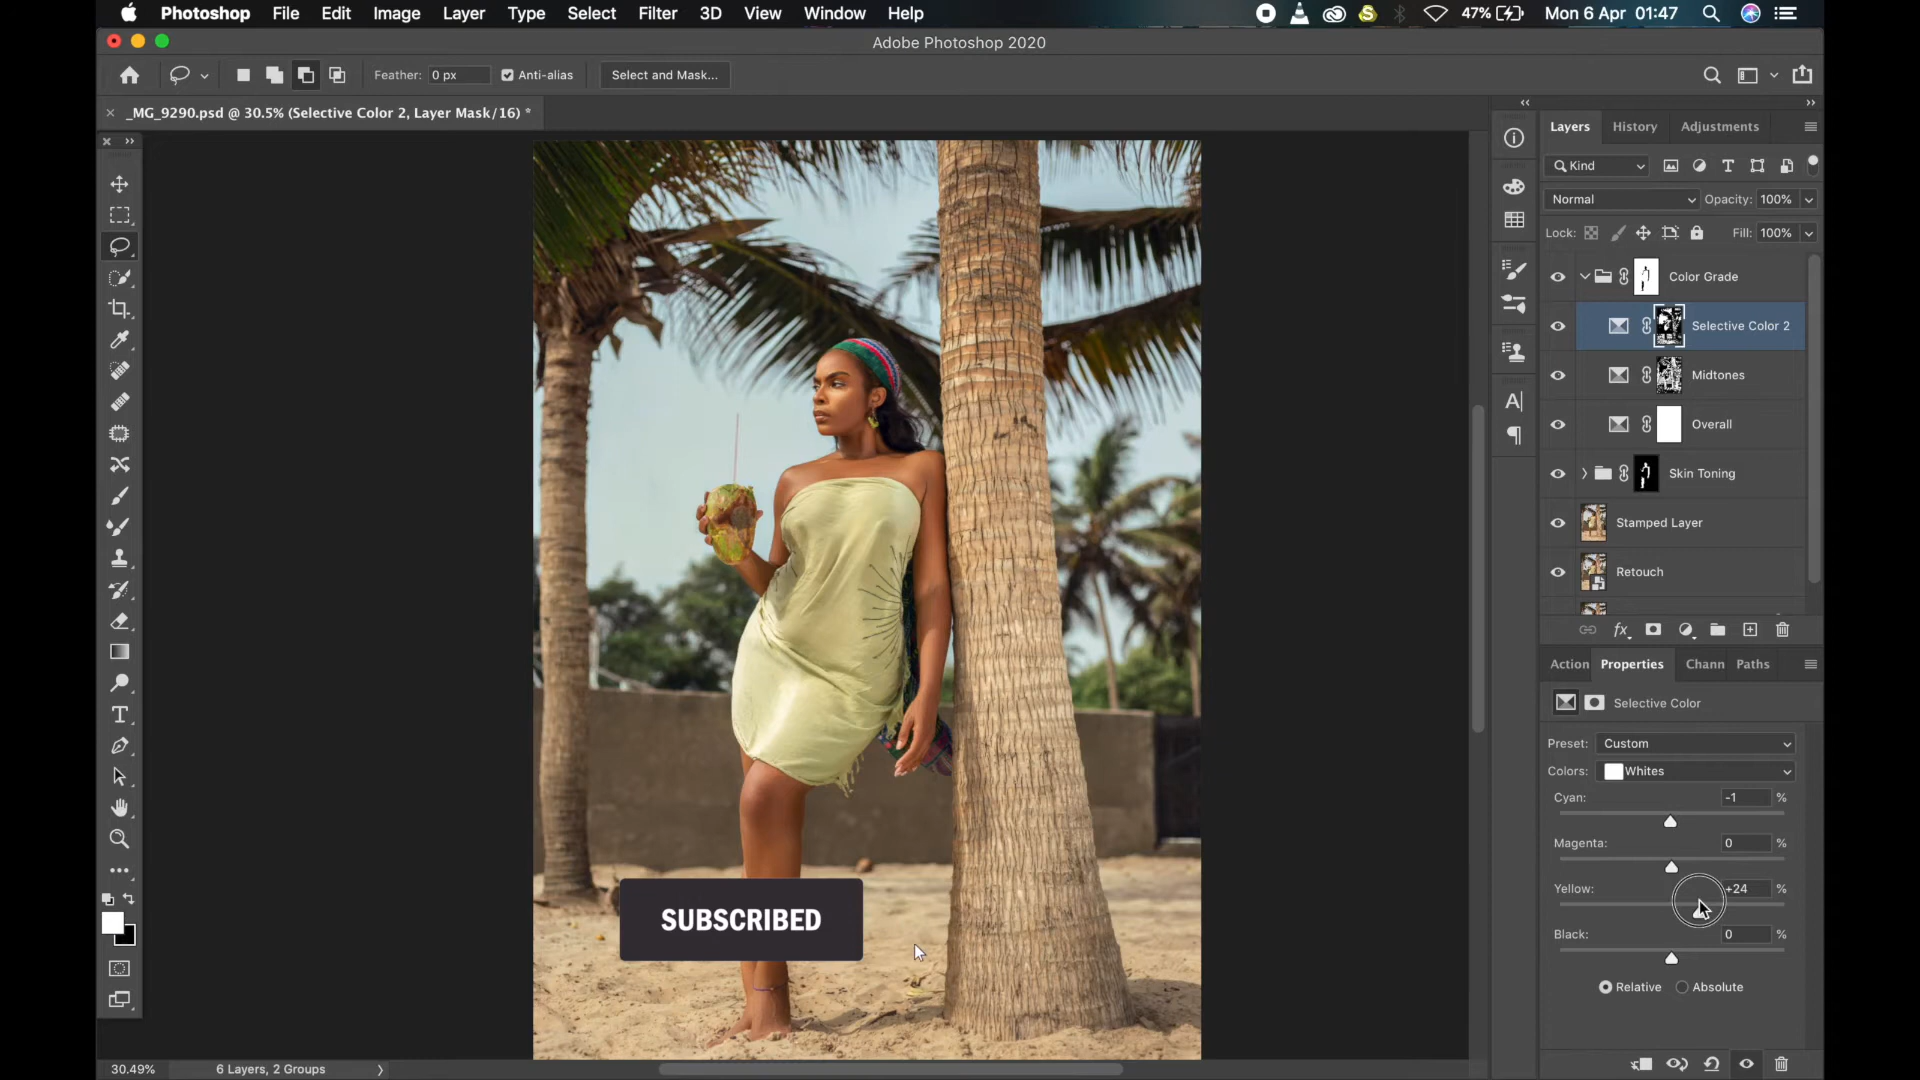 Photoshop File Edit Image Layer Type Select Filter 3D View Window Help 47% Mon 6 Apr 01:47
Adobe Photoshop 2020
Feather: 0 px Anti-alias Select and Mask...
_MG_9290.psd @ 30.5% (Selective Color 2, Layer Mask/16) *
Layers History Adjustments
Kind
Normal Opacity: 100%
Lock: Fill: 100%
Color Grade
Selective Color 2
Midtones
Overall
Skin Toning
Stamped Layer
Retouch
Action Properties Chann Paths
Selective Color
Preset: Custom
Colors: Whites
Cyan: -1 %
Magenta: 0 %
Yellow: +24 %
Black: 0 %
Relative Absolute
SUBSCRIBED
30.49% 6 Layers, 2 Groups